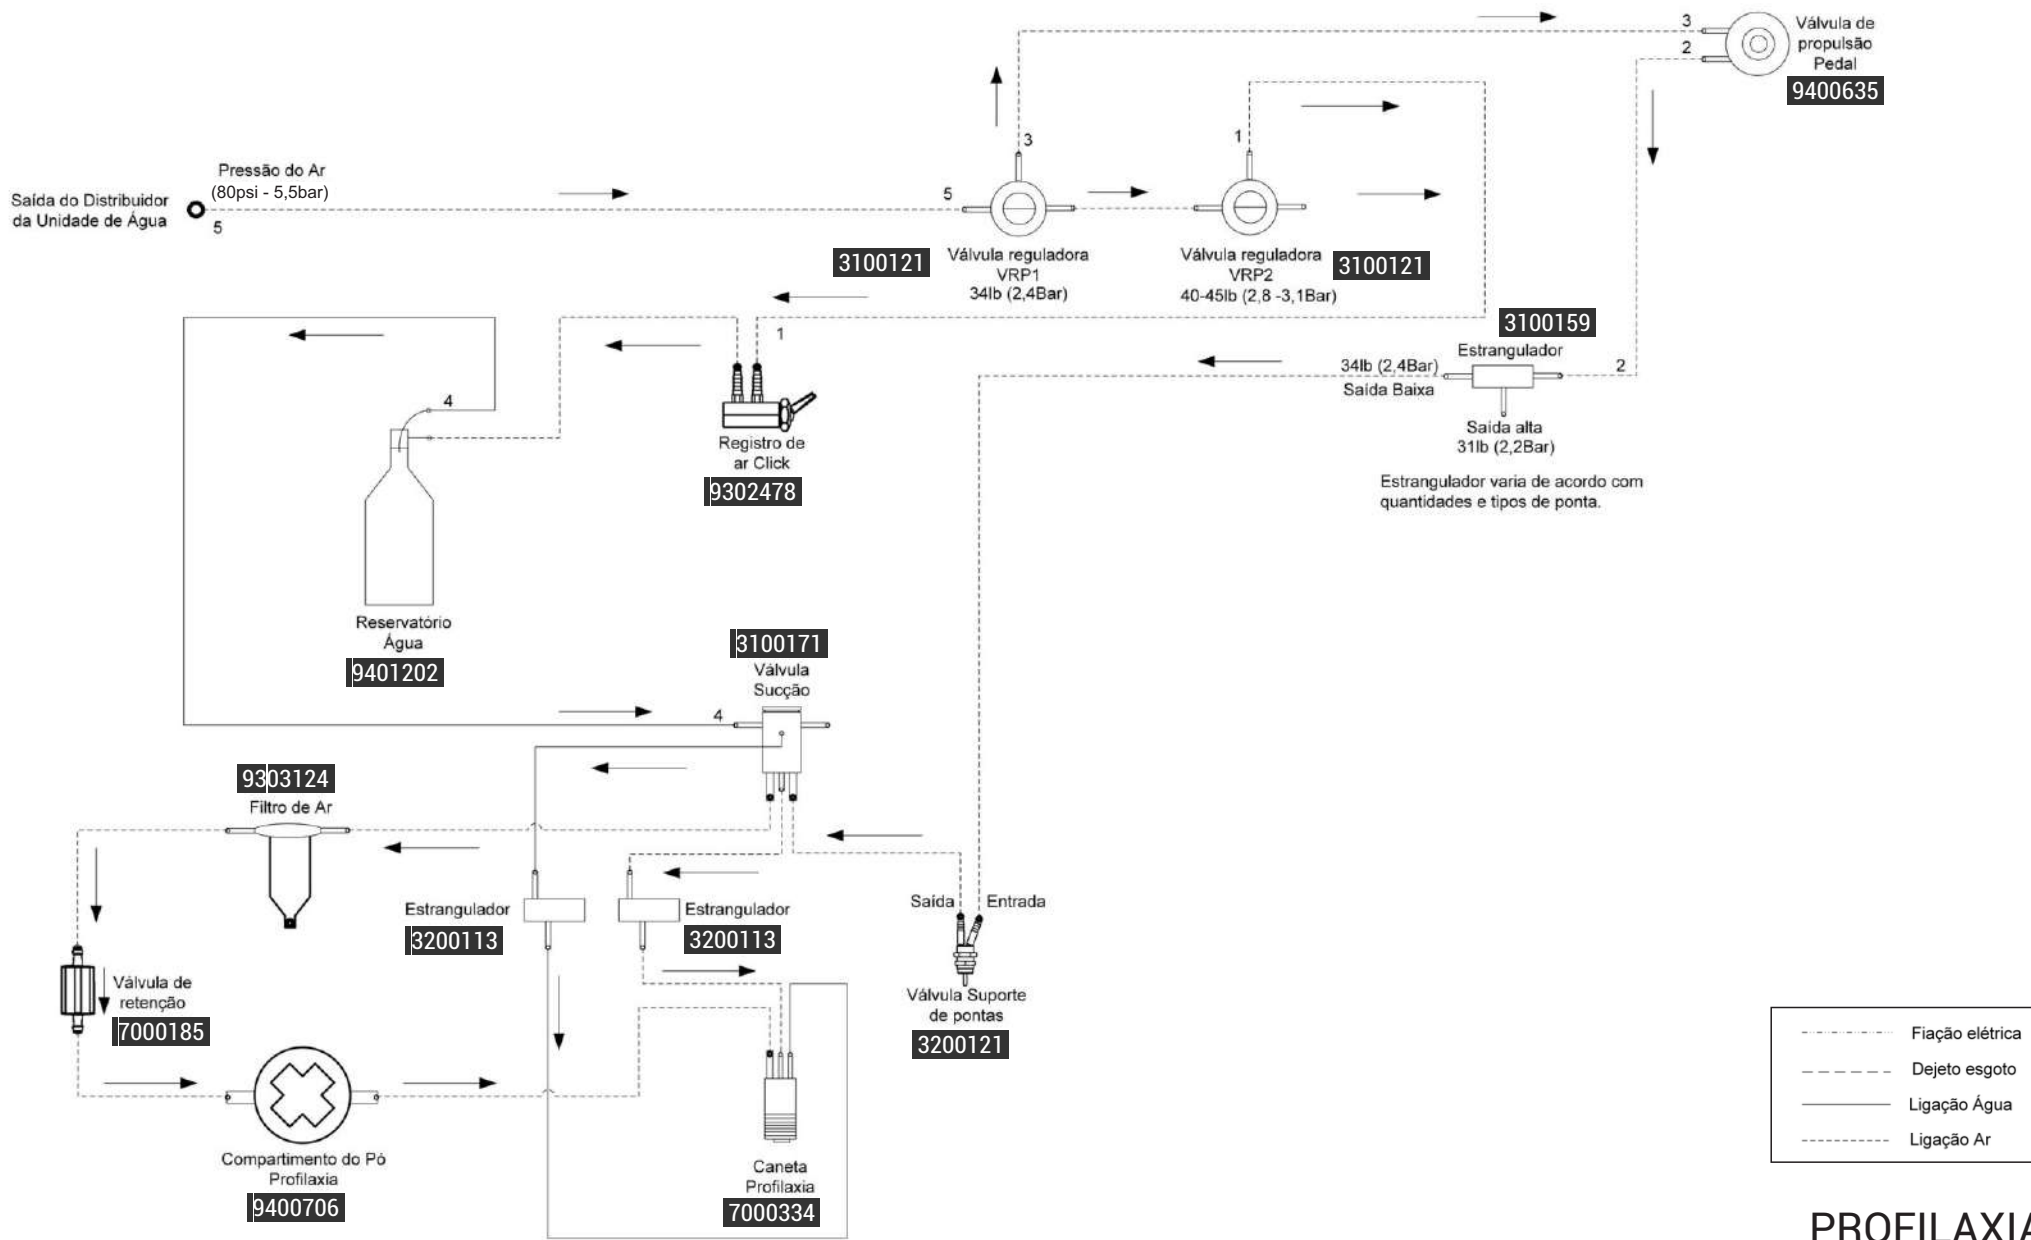 3
2
Válvula de
propulsão
Pedal
9400635
3
1
Pressão do Ar
(80psi - 5,5bar)
Saída do Distribuidor
da Unidade de Água
5
5
3100121
Válvula reguladora
VRP1
34lb (2,4Bar)
Válvula reguladora
VRP2
40-45lb (2,8 -3,1Bar)
3100121
1
3100159
Estrangulador
34lb (2,4Bar)
Saída Baixa
2
Saída alta
31lb (2,2Bar)
Estrangulador varia de acordo com
quantidades e tipos de ponta.
4
Registro de
ar Click
9302478
Reservatório
Água
9401202
3100171
Válvula
Sucção
4
9303124
Filtro de Ar
Estrangulador
3200113
Estrangulador
3200113
Saída
Entrada
Válvula Suporte
de pontas
3200121
Válvula de
retenção
7000185
Compartimento do Pó
Profilaxia
9400706
Caneta
Profilaxia
7000334
Fiação elétrica
Dejeto esgoto
Ligação Água
Ligação Ar
PROFILAXIA